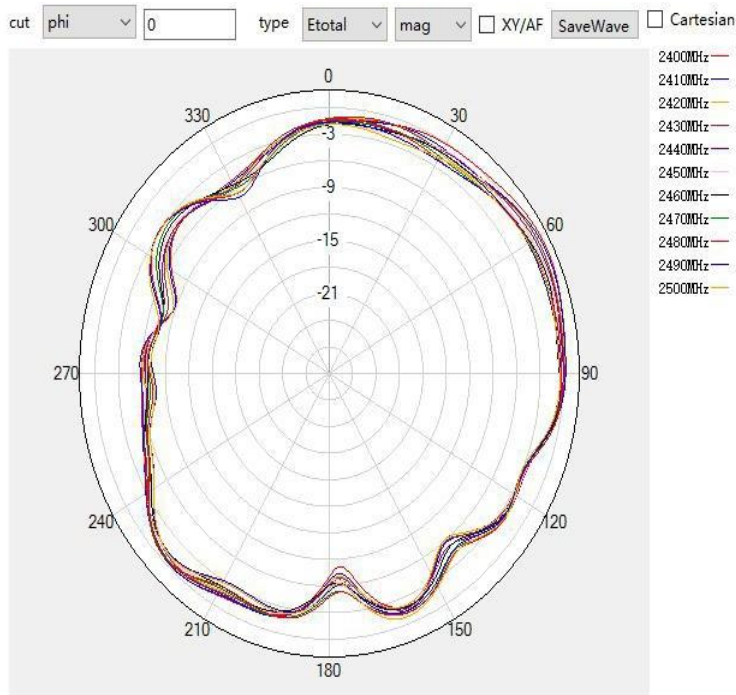 cut phi 0 type Etotal mag XY/AF SaveWave Cartesian
2400MHz
2410MHz
2420MHz
2430MHz
2440MHz
2450MHz
2460MHz
2470MHz
2480MHz
2490MHz
2500MHz
0
330 30
-3
-9
300 60
-15
-21
270 90
240 120
210 150
180